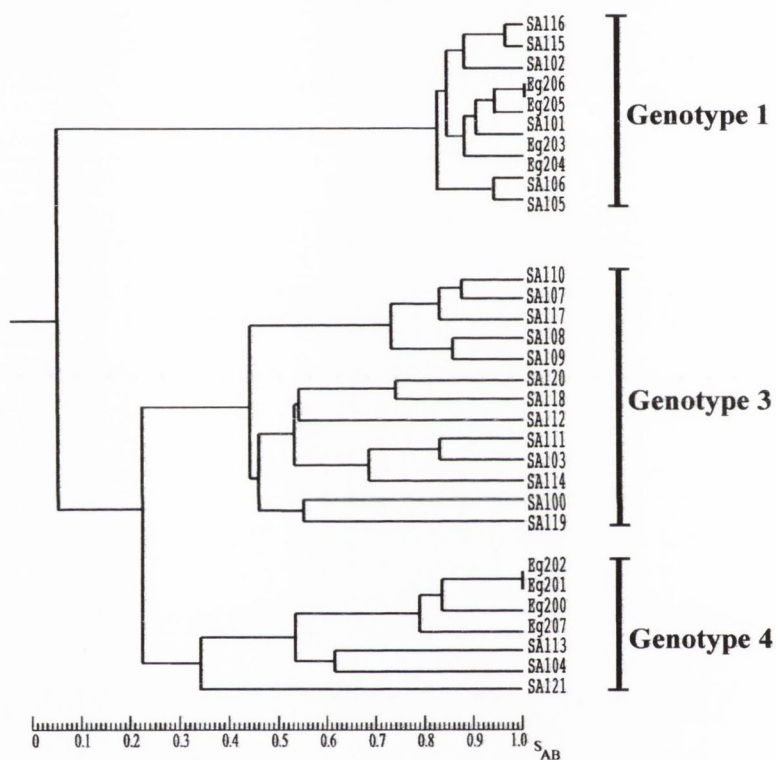 SA116
SA115
SA102
Eg206
Eg205
SA101
Eg203
Eg204
SA106
SA105
Genotype 1
SA110
SA107
SA117
SA108
SA109
SA120
SA118
SA112
SA111
SA103
SA114
SA100
SA119
Genotype 3
Eg202
Eg201
Eg200
Eg207
SA113
SA104
SA121
Genotype 4
0 0.1 0.2 0.3 0.4 0.5 0.6 0.7 0.8 0.9 1.0 SAB